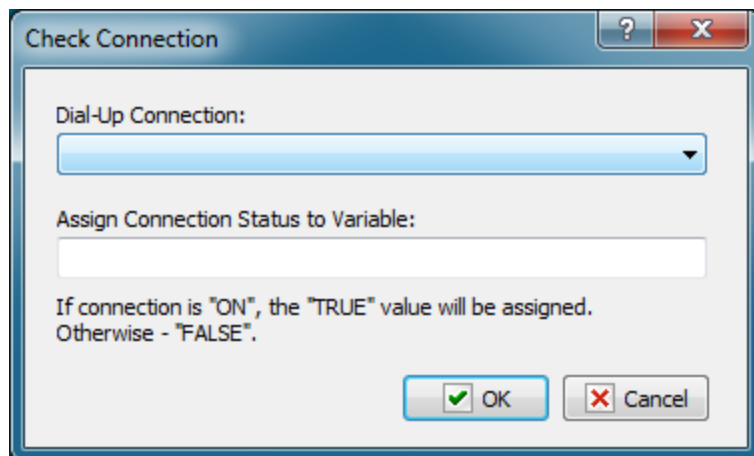 Check Connection
?
Dial-Up Connection:
Assign Connection Status to Variable:
If connection is "ON", the "TRUE" value will be assigned.
Otherwise - "FALSE".
OK
Cancel